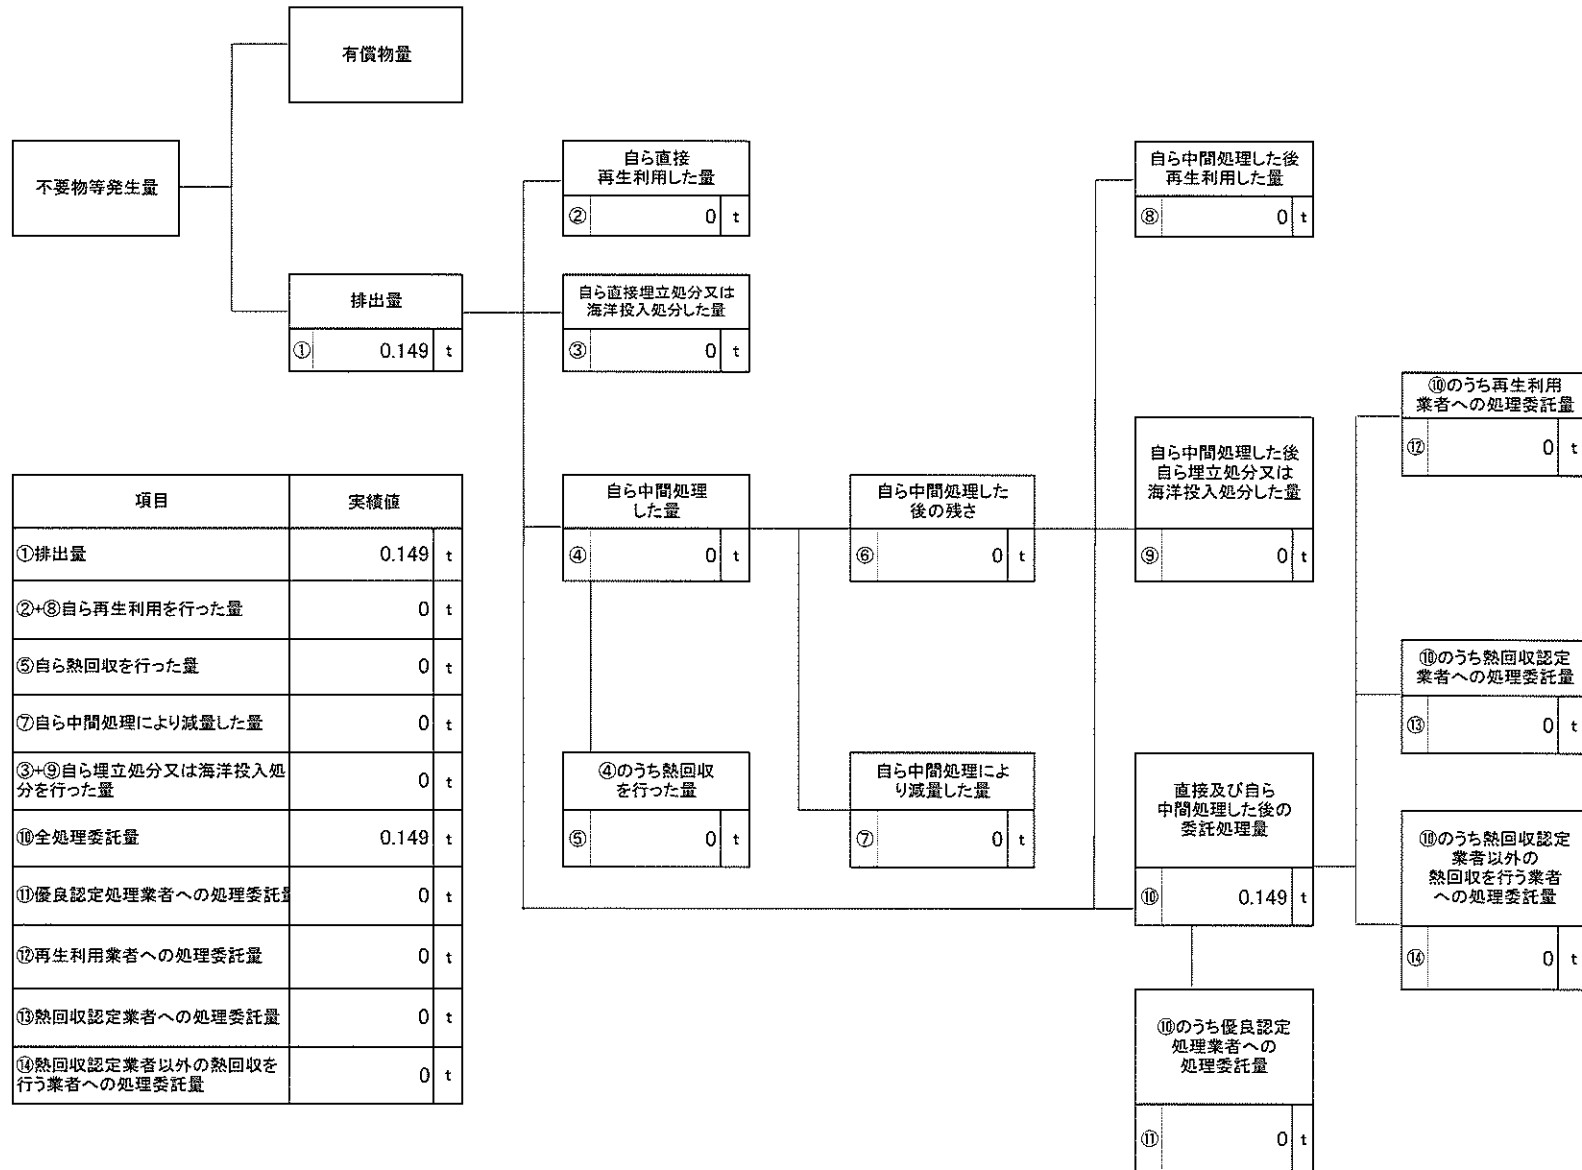 有償物量
不要物等発生量
排出量
① 0.149 t
自ら直接
再生利用した量
② 0 t
自ら直接埋立処分又は
海洋投入処分した量
③ 0 t
自ら中間処理
した量
④ 0 t
④のうち熱回収
を行った量
⑤ 0 t
自ら中間処理した
後の残さ
⑥ 0 t
自ら中間処理によ
り減量した量
⑦ 0 t
自ら中間処理した後
再生利用した量
⑧ 0 t
自ら中間処理した後
自ら埋立処分又は
海洋投入処分した量
⑨ 0 t
直接及び自ら
中間処理した後の
委託処理量
⑩ 0.149 t
⑩のうち優良認定
処理業者への
処理委託量
⑪ 0 t
⑩のうち再生利用
業者への処理委託量
⑫ 0 t
⑩のうち熱回収認定
業者への処理委託量
⑬ 0 t
⑩のうち熱回収認定
業者以外の
熱回収を行う業者
への処理委託量
⑭ 0 t
項目 実績値
①排出量 0.149 t
②+⑧自ら再生利用を行った量 0 t
⑤自ら熱回収を行った量 0 t
⑦自ら中間処理により減量した量 0 t
③+⑨自ら埋立処分又は海洋投入処
分を行った量 0 t
⑩全処理委託量 0.149 t
⑪優良認定処理業者への処理委託量 0 t
⑫再生利用業者への処理委託量 0 t
⑬熱回収認定業者への処理委託量 0 t
⑭熱回収認定業者以外の熱回収を
行う業者への処理委託量 0 t